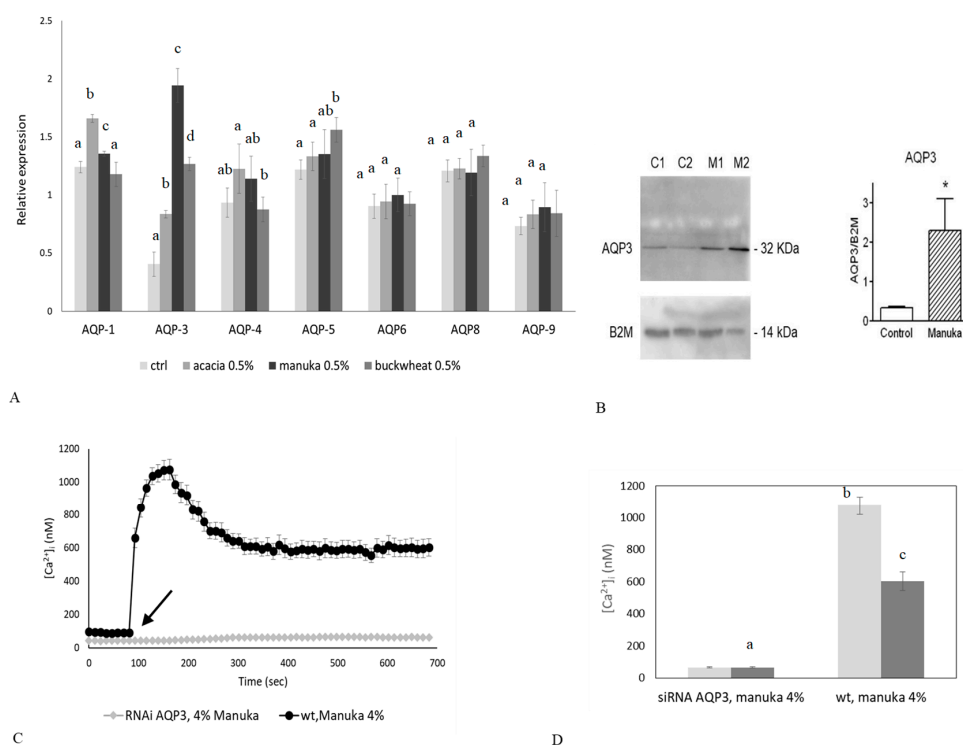 2.5
2
1.5
1
0.5
0
Relative expression
a b c a
a b c d
ab a ab b
a a ab b
a a a a
a a a a
a a a a
AQP-1 AQP-3 AQP-4 AQP-5 AQP6 AQP8 AQP-9
ctrl acacia 0.5% manuka 0.5% buckwheat 0.5%
A
C1 C2 M1 M2
AQP3 - 32 KDa
B2M - 14 kDa
AQP3
*
3
2
1
0
AQP3/B2M
Control Manuka
B
1200
1000
800
600
400
200
0
[Ca²⁺]ᵢ (nM)
0 100 200 300 400 500 600 700
Time (sec)
RNAi AQP3, 4% Manuka wt,Manuka 4%
C
1200
1000
800
600
400
200
0
[Ca²⁺]ᵢ (nM)
a b c
siRNA AQP3, manuka 4% wt, manuka 4%
D